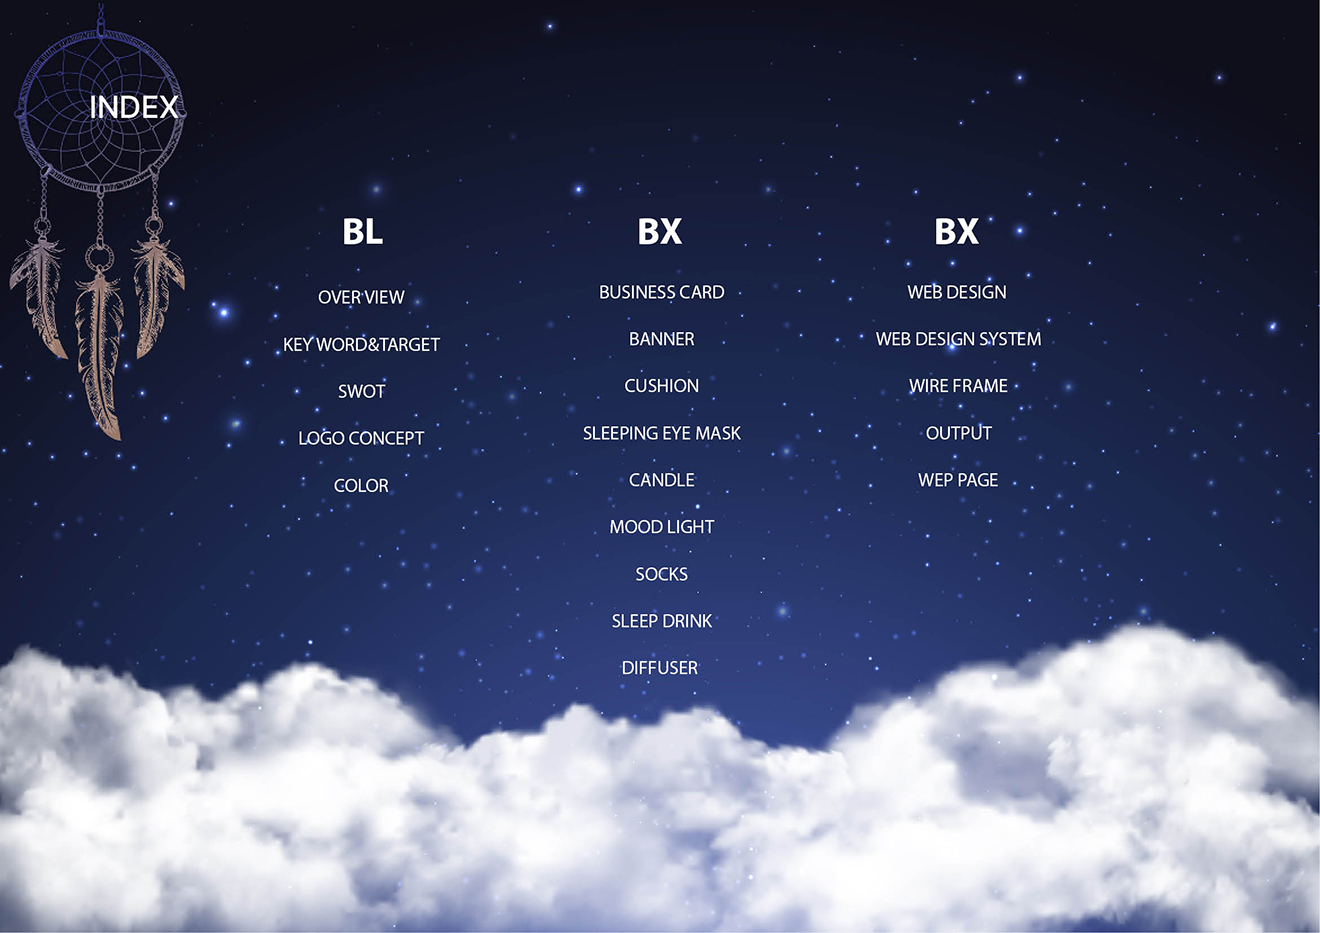 INDEX
BL
OVER VIEW
KEY WORD&TARGET
SWOT
LOGO CONCEPT
COLOR
BX
BUSINESS CARD
BANNER
CUSHION
SLEEPING EYE MASK
CANDLE
MOOD LIGHT
SOCKS
SLEEP DRINK
DIFFUSER
BX
WEB DESIGN
WEB DESIGN SYSTEM
WIRE FRAME
OUTPUT
WEP PAGE